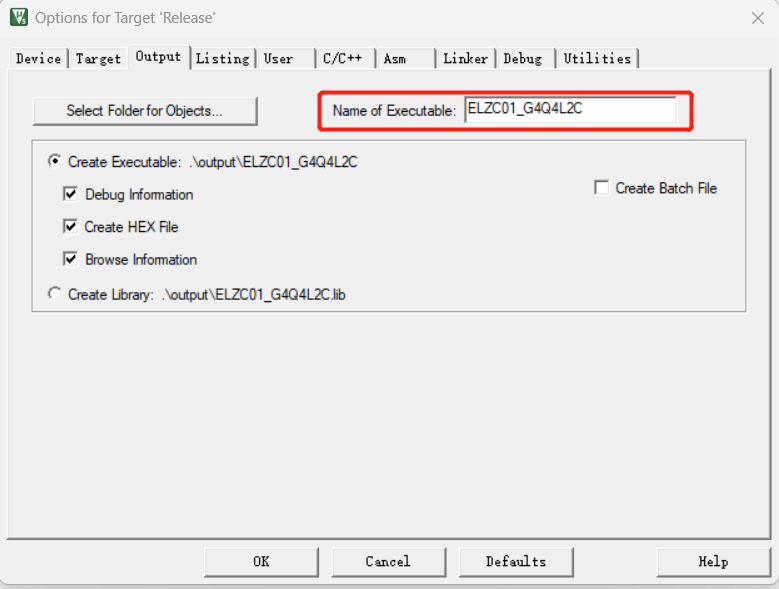 Options for Target 'Release'
Device Target Output Listing User C/C++ Asm Linker Debug Utilities
Select Folder for Objects... Name of Executable: ELZC01_G4Q4L2C
Create Executable: .\output\ELZC01_G4Q4L2C
Debug Information Create Batch File
Create HEX File
Browse Information
Create Library: .\output\ELZC01_G4Q4L2C.lib
OK Cancel Defaults Help